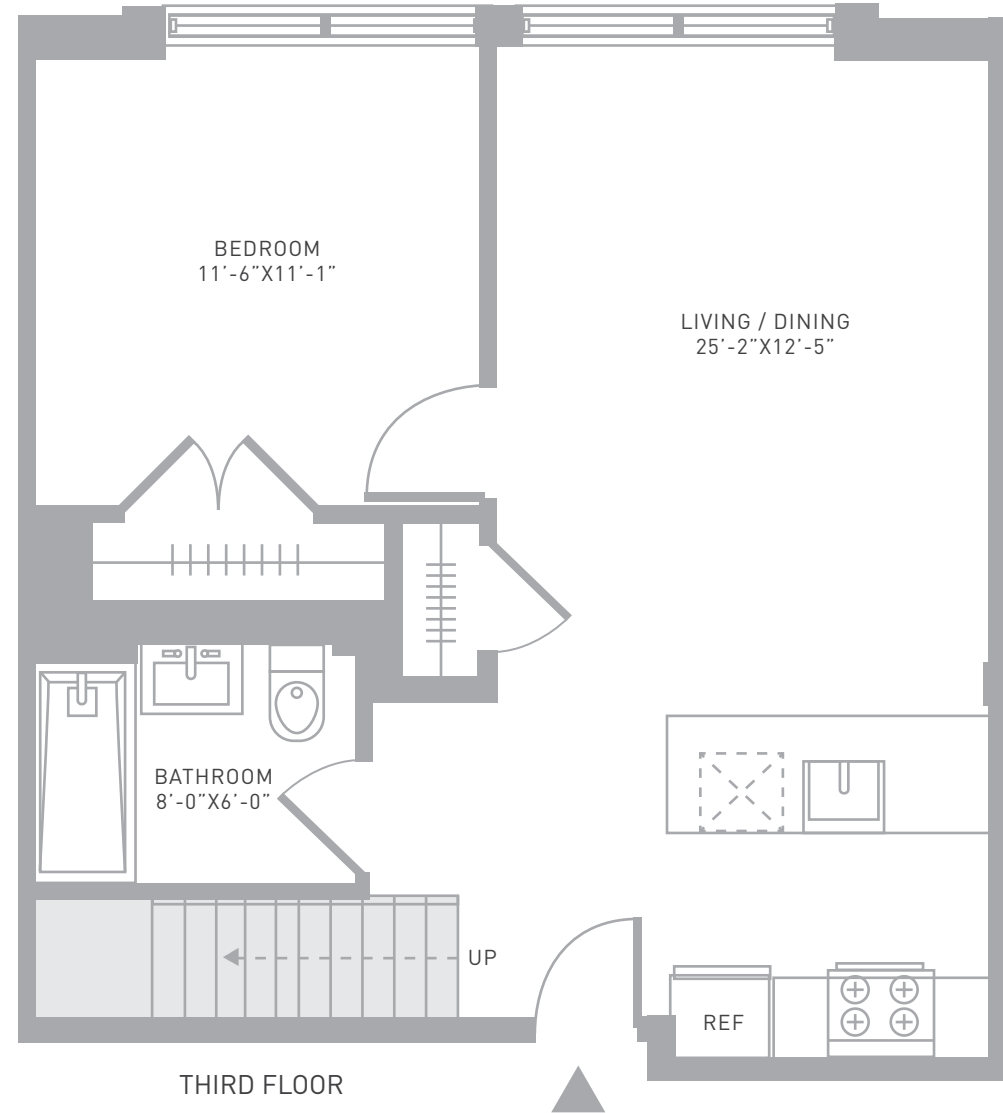 BEDROOM
11'-6”X11'-1”
LIVING / DINING
25'-2”X12'-5”
BATHROOM
8'-0”X6'-0”
UP
REF
THIRD FLOOR